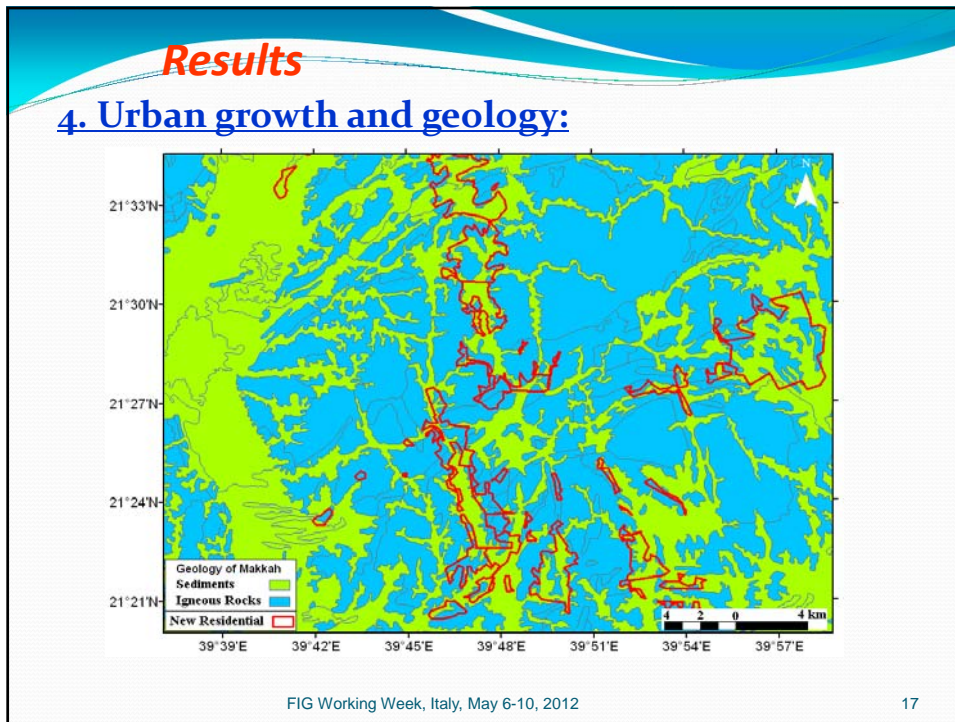 Results
4. Urban growth and geology:
N
21°33'N
21°30'N
21°27'N
21°24'N
21°21'N
Geology of Makkah
Sediments
Igneous Rocks
New Residential
4 2 0 4 km
39°39'E 39°42'E 39°45'E 39°48'E 39°51'E 39°54'E 39°57'E
FIG Working Week, Italy, May 6-10, 2012 17